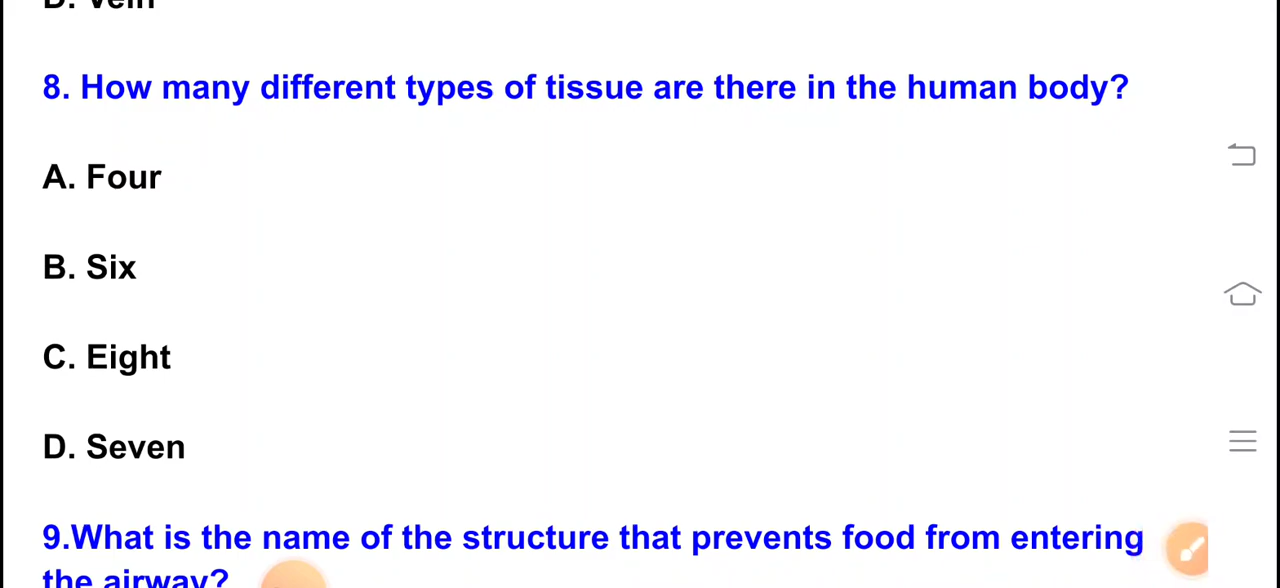 D. Vein
8. How many different types of tissue are there in the human body?
A. Four
B. Six
C. Eight
D. Seven
9.What is the name of the structure that prevents food from entering
the airway?